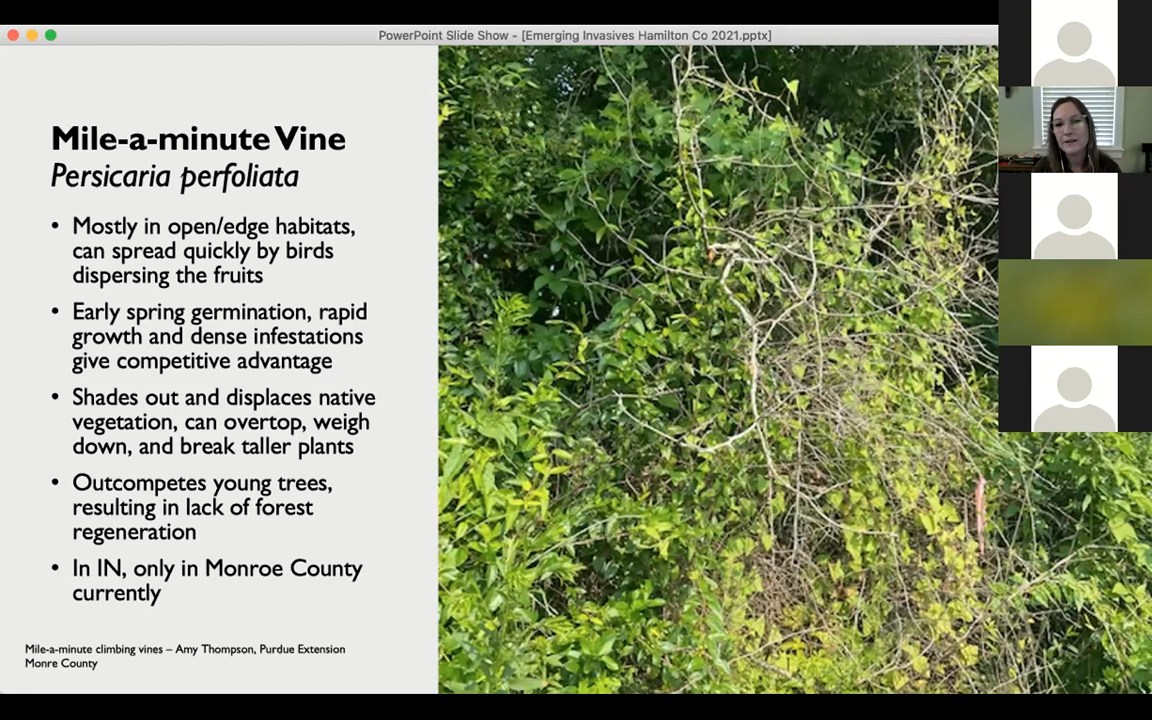 PowerPoint Slide Show - [Emerging Invasives Hamilton Co 2021.pptx]
Mile-a-minute Vine
Persicaria perfoliata
• Mostly in open/edge habitats,
can spread quickly by birds
dispersing the fruits
• Early spring germination, rapid
growth and dense infestations
give competitive advantage
• Shades out and displaces native
vegetation, can overtop, weigh
down, and break taller plants
• Outcompetes young trees,
resulting in lack of forest
regeneration
• In IN, only in Monroe County
currently
Mile-a-minute climbing vines – Amy Thompson, Purdue Extension
Monre County